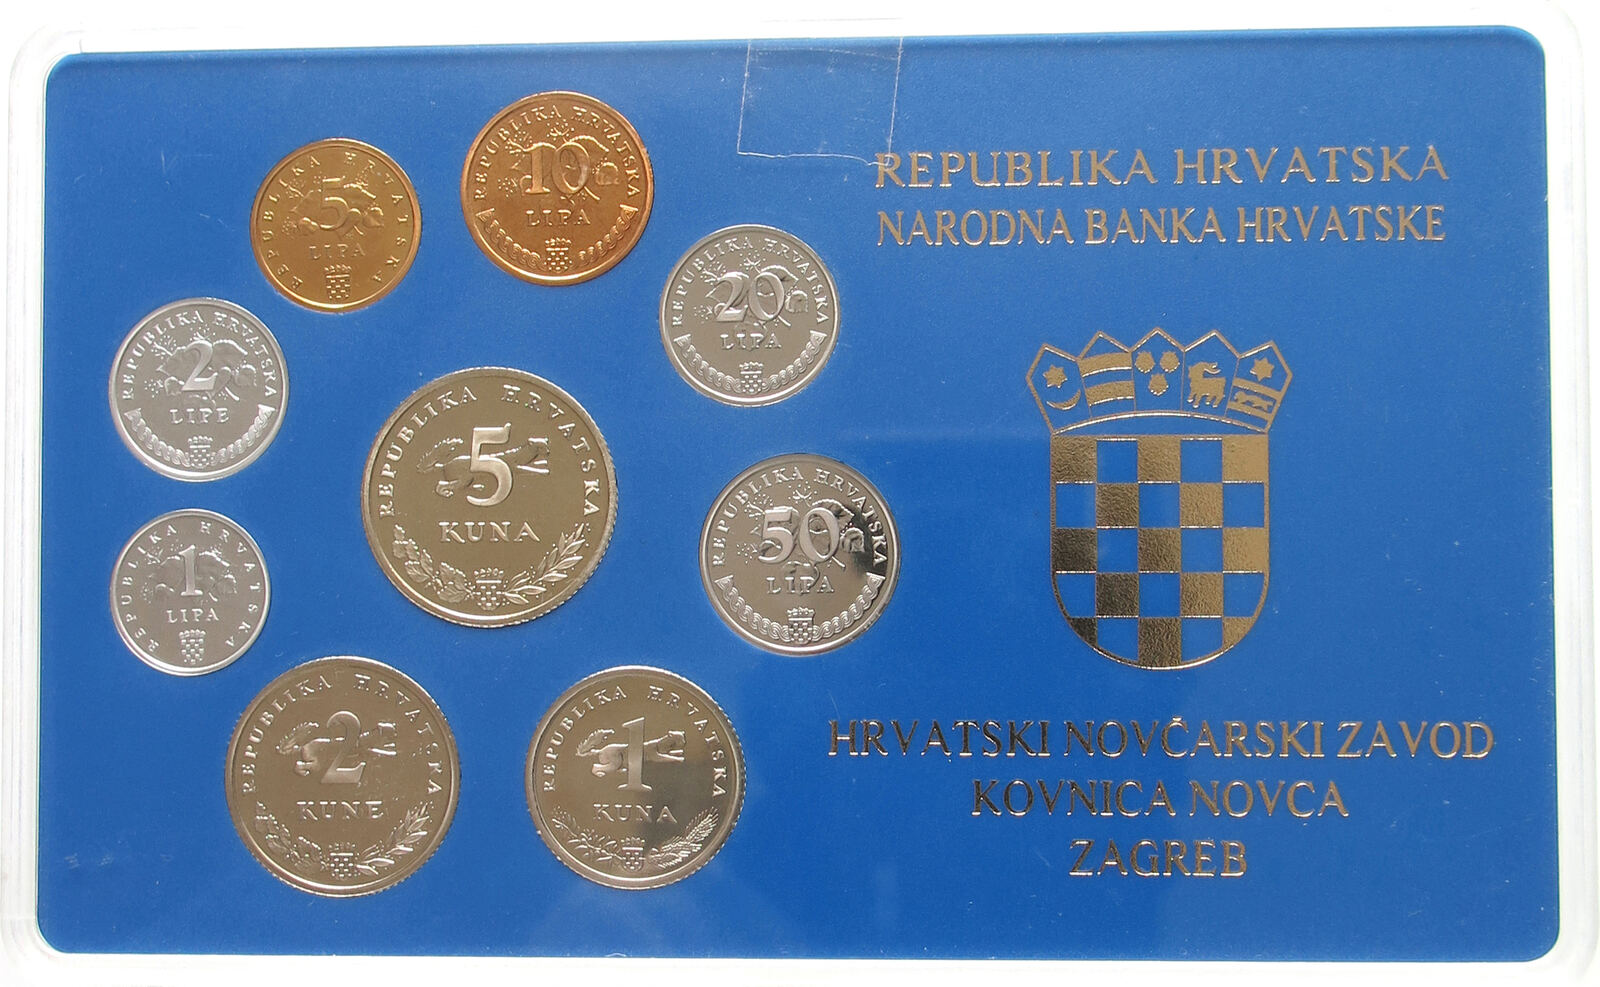 REPUBLIKA HRVATSKA
5
LIPA
REPUBLIKA HRVATSKA
10
LIPA
REPUBLIKA HRVATSKA
20
LIPA
REPUBLIKA HRVATSKA
2
LIPE
REPUBLIKA HRVATSKA
5
KUNA
REPUBLIKA HRVATSKA
50
LIPA
REPUBLIKA HRVATSKA
1
LIPA
REPUBLIKA HRVATSKA
2
KUNE
REPUBLIKA HRVATSKA
1
KUNA
REPUBLIKA HRVATSKA
NARODNA BANKA HRVATSKE
HRVATSKI NOVČARSKI ZAVOD
KOVNICA NOVCA
ZAGREB